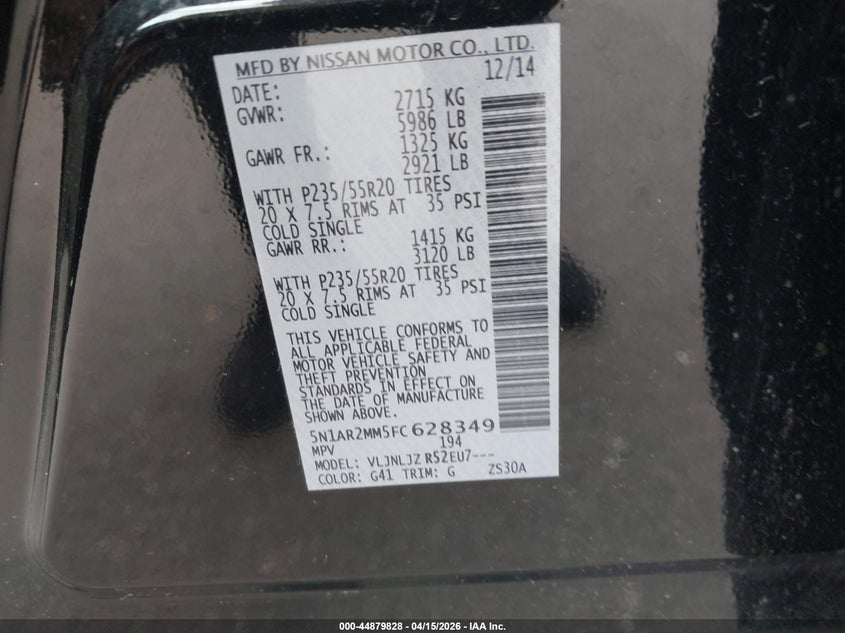 MFD BY NISSAN MOTOR CO., LTD.
DATE: 12/14
GVWR: 2715 KG
5986 LB
GAWR FR.: 1325 KG
2921 LB
WITH P235/55R20 TIRES
20 X 7.5 RIMS AT 35 PSI
COLD SINGLE
GAWR RR.: 1415 KG
3120 LB
WITH P235/55R20 TIRES
20 X 7.5 RIMS AT 35 PSI
COLD SINGLE
THIS VEHICLE CONFORMS TO
ALL APPLICABLE FEDERAL
MOTOR VEHICLE SAFETY AND
THEFT PREVENTION
STANDARDS IN EFFECT ON
THE DATE OF MANUFACTURE
SHOWN ABOVE.
5N1AR2MM5FC628349
MPV 194
MODEL: VLJNLJZ R52EU7---
COLOR: G41 TRIM: G ZS30A
000-44879828 - 04/15/2026 - IAA Inc.